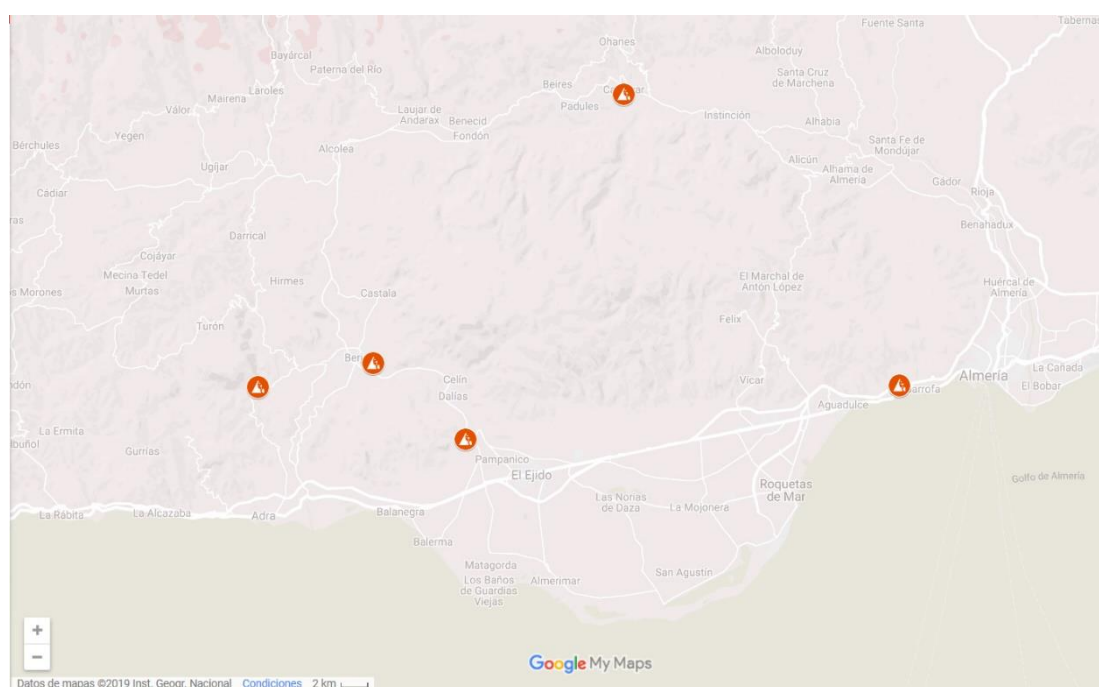 Fuente Santa
Tabernas
Ohanes
Bayárcal
Alboloduy
Paterna del Río
Santa Cruz
de Marchena
Beires
Lároles
Mairena
Válor
Padules
Laujar de
Andarax
Benecid
Instinción
Alhabia
Fondón
Yegen
Bérchules
Santa Fe de
Mondújar
Alcolea
Alicún
Ugíjar
Alhama de
Almería
Gádor
Rioja
Cádiar
Benahadux
Darrical
Cojáyar
Mecina Tedel
Murtas
Hirmes
El Marchal de
Antón López
Huércal de
Almería
Morones
Castala
Turón
Felix
La Cañada
Almería
Celín
Vícar
El Bobar
Dalías
Aguadulce
La Ermita
Gurrías
Pampanico
El Ejido
Golfo de Almería
Roquetas
de Mar
Las Norias
de Daza
La Mojonera
La Rábita
La Alcazaba
Adra
Balanegra
Balerma
Matagorda
San Agustín
Los Baños
de Guardias
Viejas
Almerimar
+
−
Google My Maps
Datos de mapas ©2019 Inst. Geogr. Nacional Condiciones 2 km